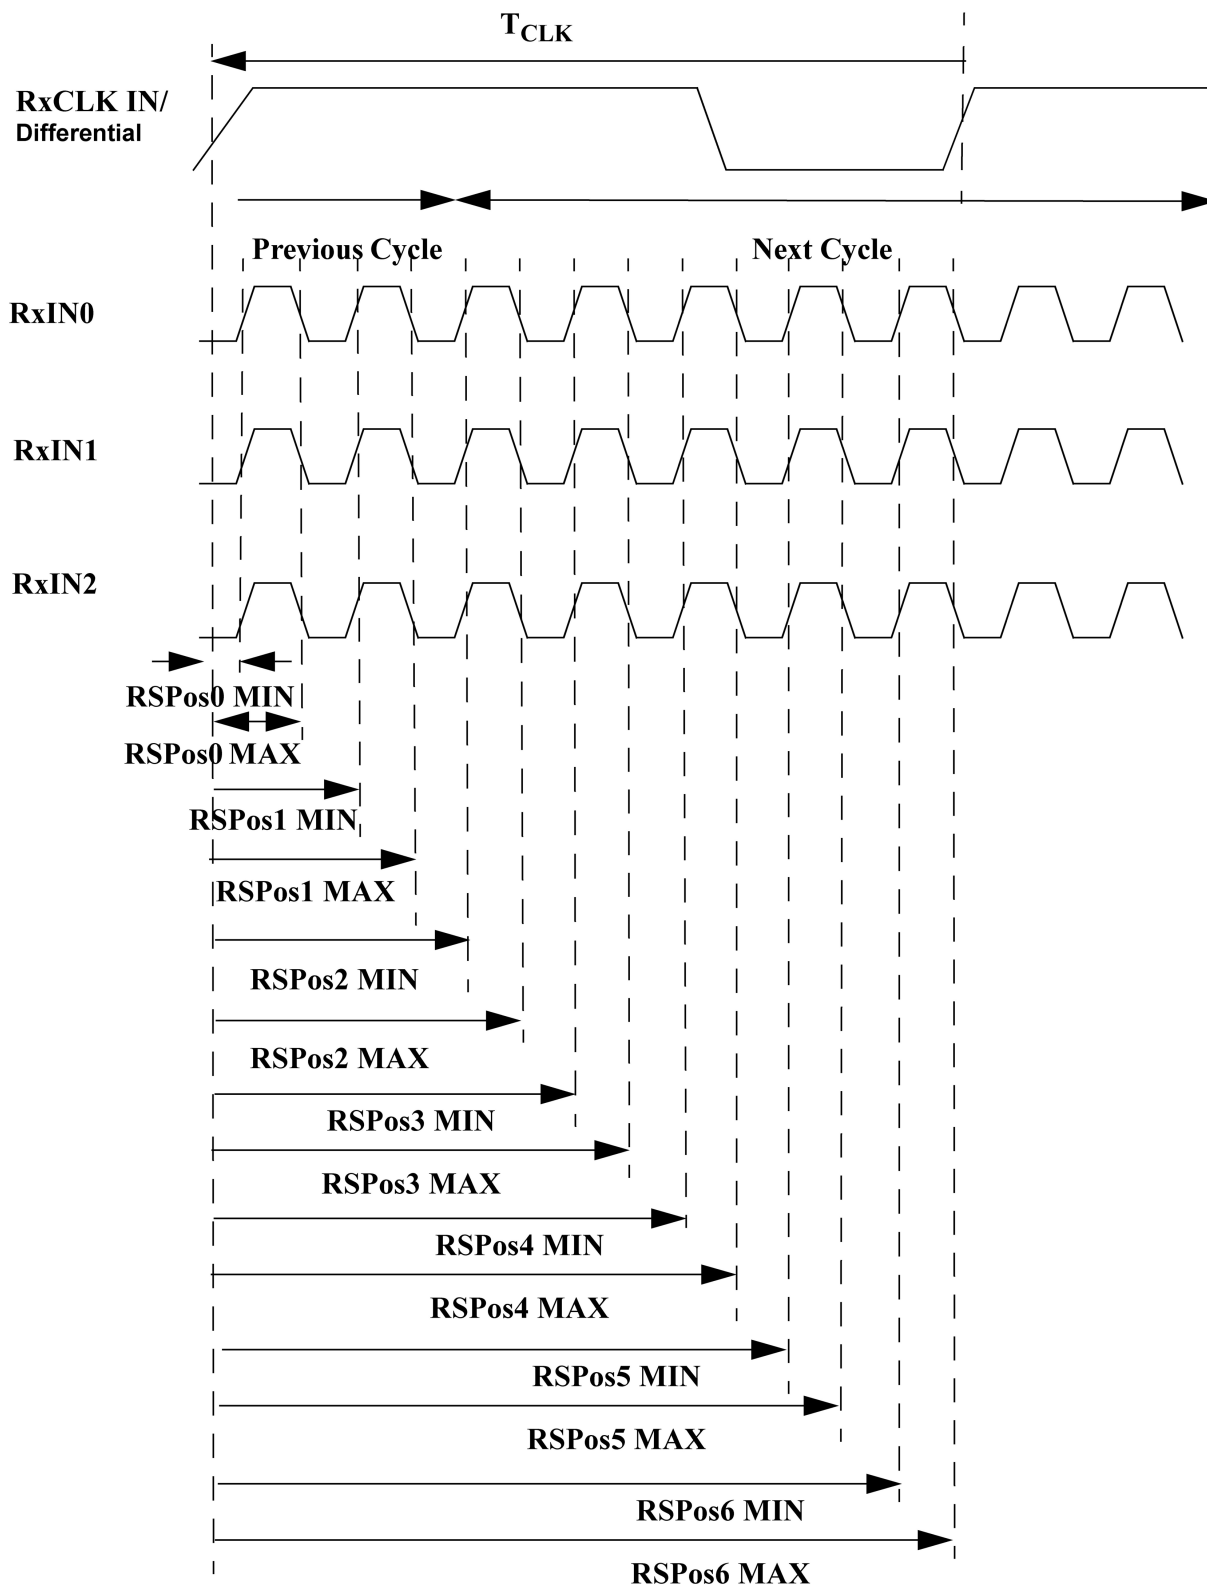 TCLK
RxCLK IN/
Differential
Previous Cycle
Next Cycle
RxIN0
RxIN1
RxIN2
RSPos0 MIN
RSPos0 MAX
RSPos1 MIN
RSPos1 MAX
RSPos2 MIN
RSPos2 MAX
RSPos3 MIN
RSPos3 MAX
RSPos4 MIN
RSPos4 MAX
RSPos5 MIN
RSPos5 MAX
RSPos6 MIN
RSPos6 MAX